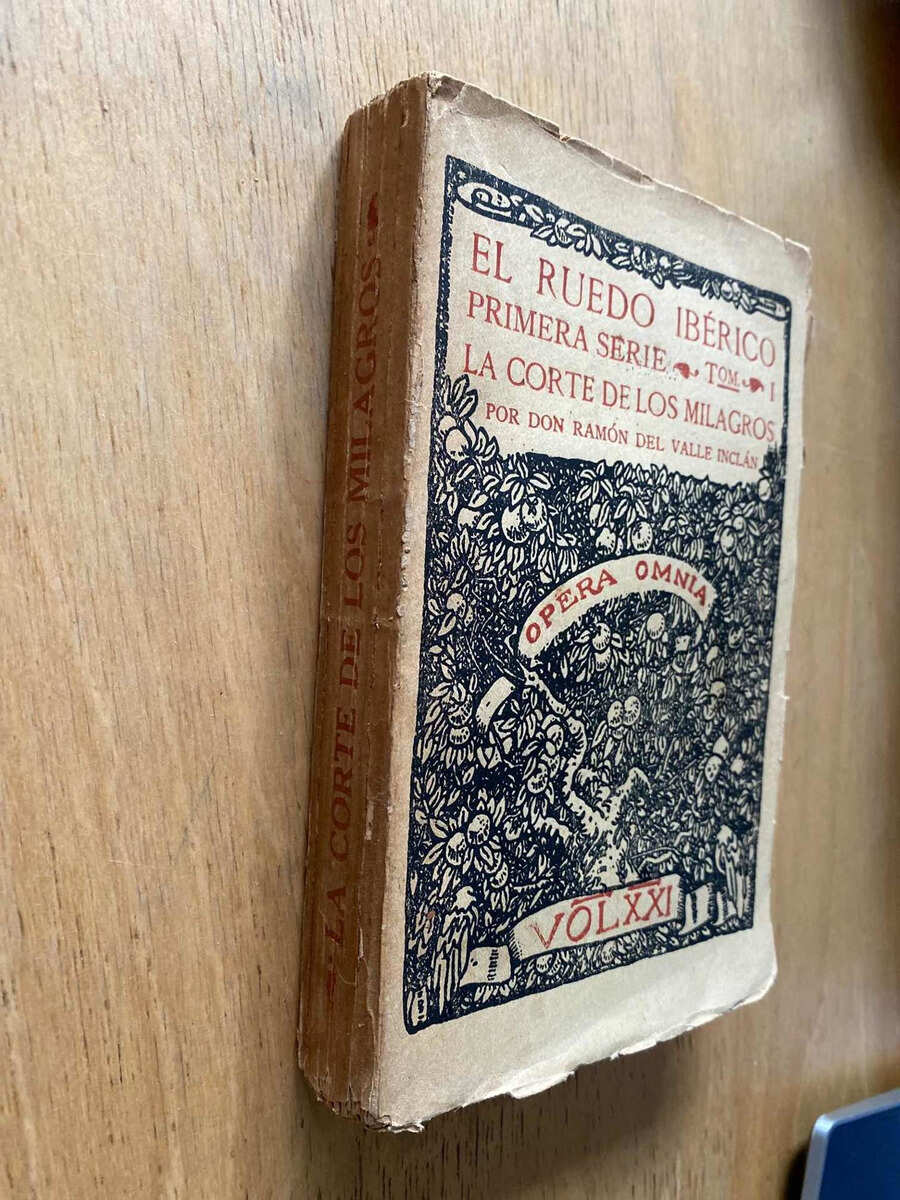 LA CORTE DE LOS MILAGROS
EL RUEDO IBÉRICO
PRIMERA SERIE TOM. I
LA CORTE DE LOS MILAGROS
POR DON RAMÓN DEL VALLE INCLÁN
OPERA OMNIA
VOL XXI